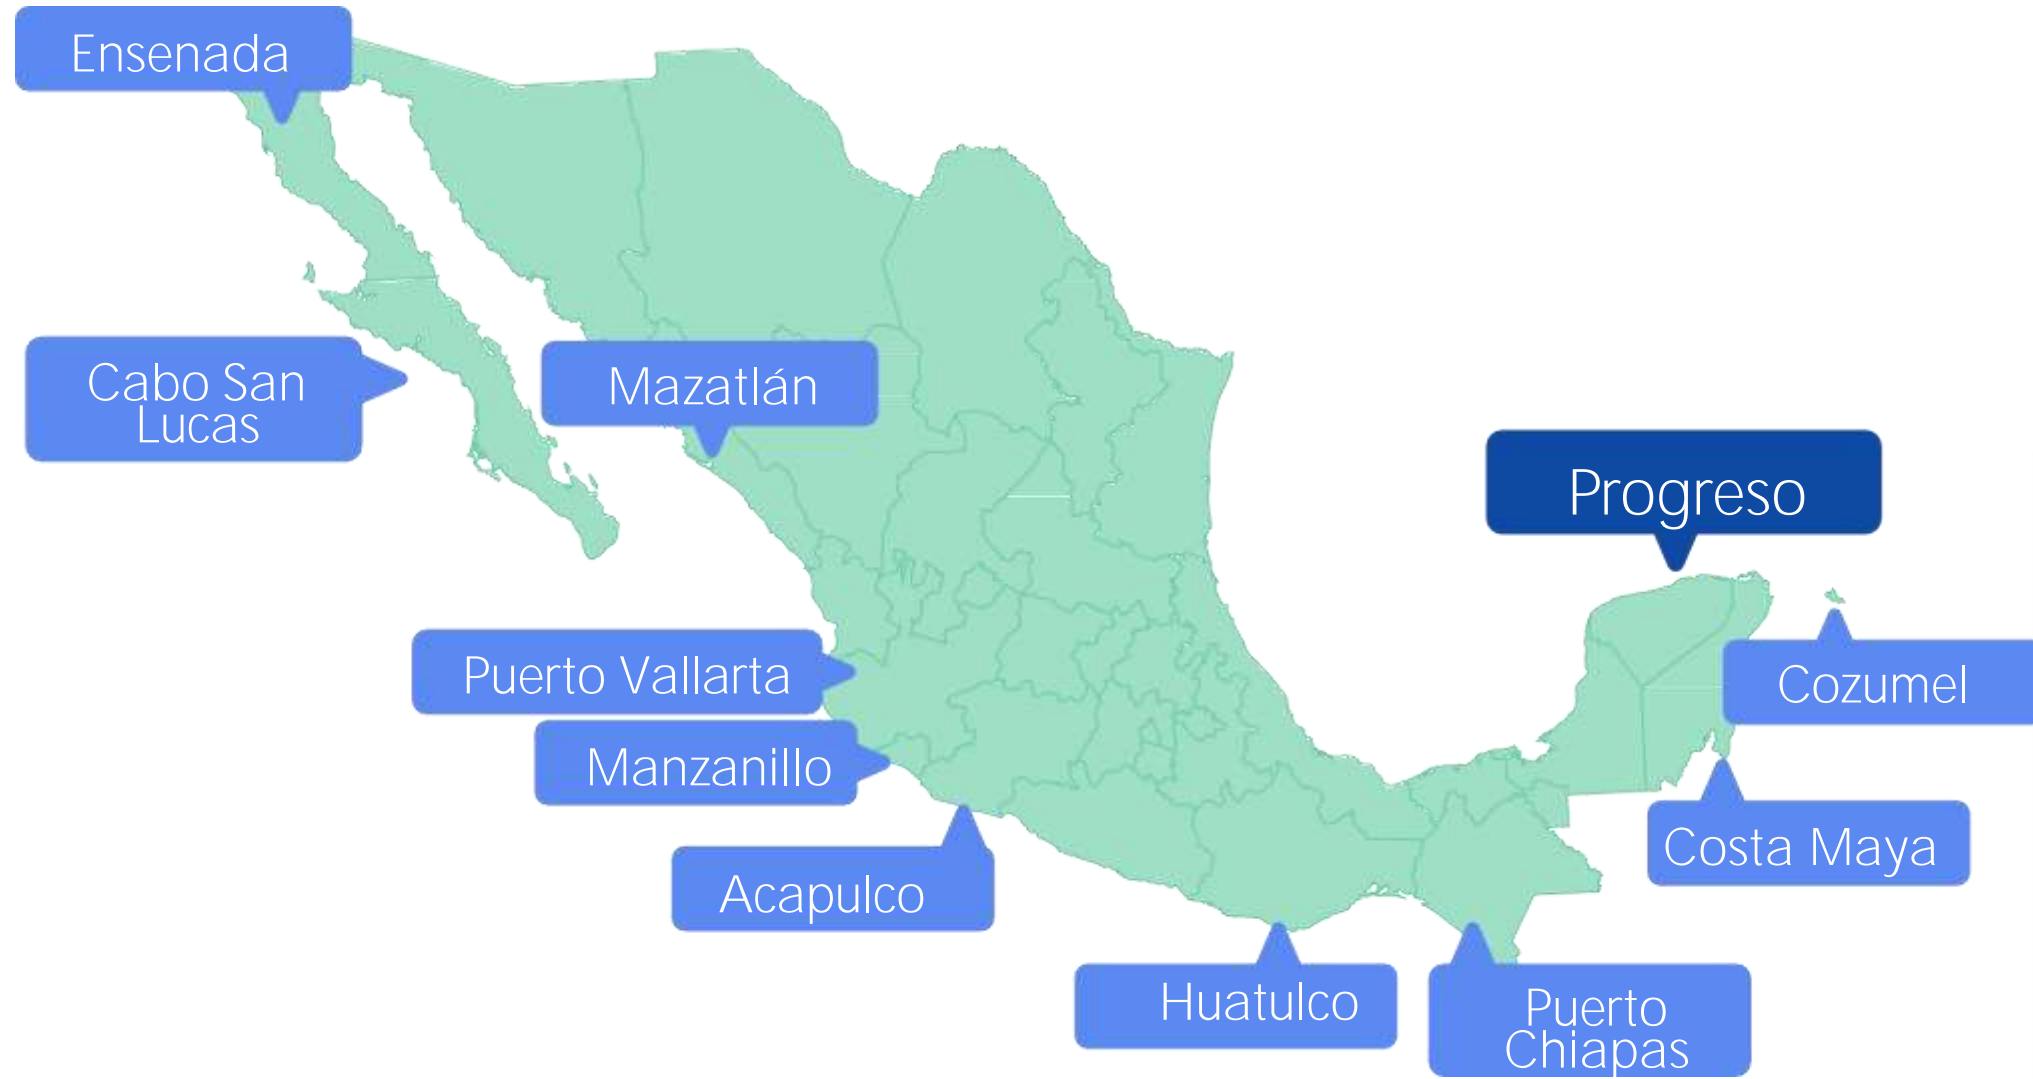 Ensenada
Cabo San
Lucas
Mazatlán
Progreso
Puerto Vallarta
Cozumel
Manzanillo
Costa Maya
Acapulco
Huatulco
Puerto
Chiapas